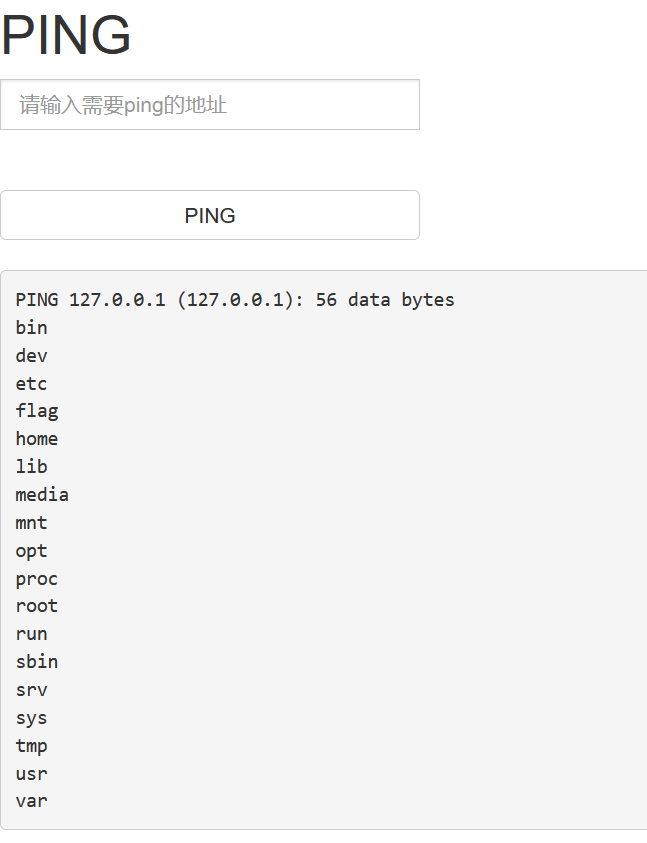 PING
请输入需要ping的地址
PING
PING 127.0.0.1 (127.0.0.1): 56 data bytes
bin
dev
etc
flag
home
lib
media
mnt
opt
proc
root
run
sbin
srv
sys
tmp
usr
var